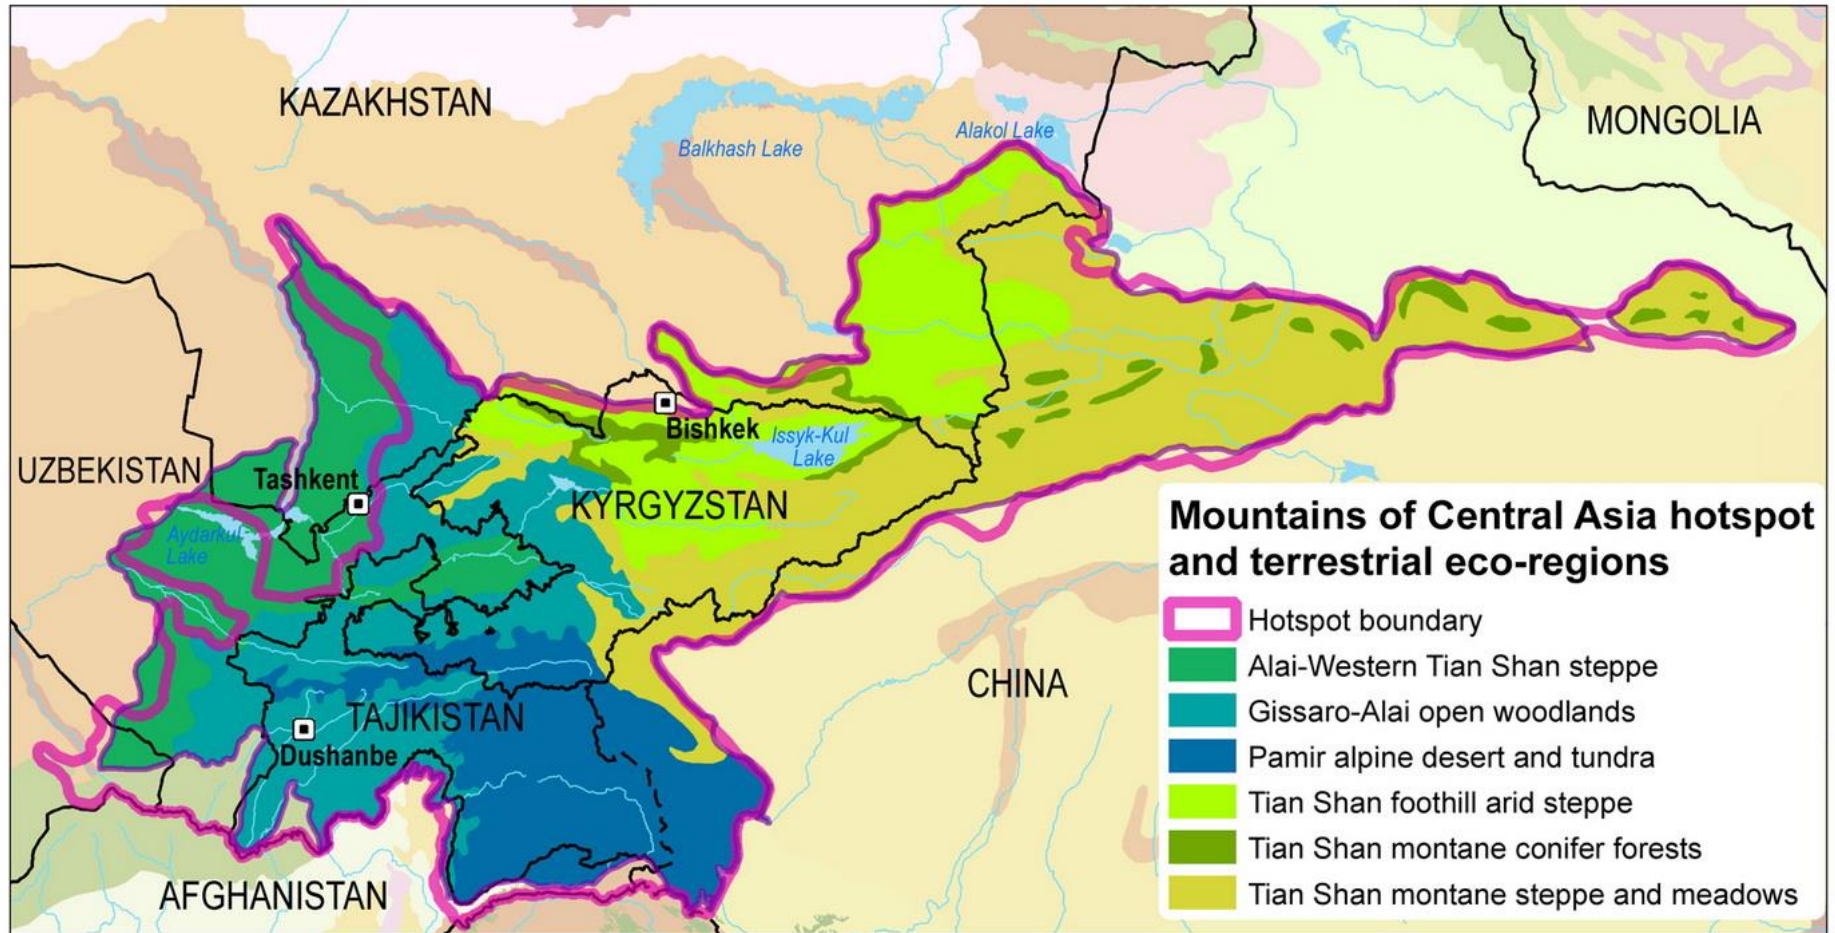 KAZAKHSTAN
Balkhash Lake
Alakol Lake
MONGOLIA
UZBEKISTAN
Tashkent
Bishkek
Issyk-Kul
Lake
KYRGYZSTAN
Aydarkul
Lake
TAJIKISTAN
Dushanbe
CHINA
AFGHANISTAN
Mountains of Central Asia hotspot
and terrestrial eco-regions
Hotspot boundary
Alai-Western Tian Shan steppe
Gissaro-Alai open woodlands
Pamir alpine desert and tundra
Tian Shan foothill arid steppe
Tian Shan montane conifer forests
Tian Shan montane steppe and meadows